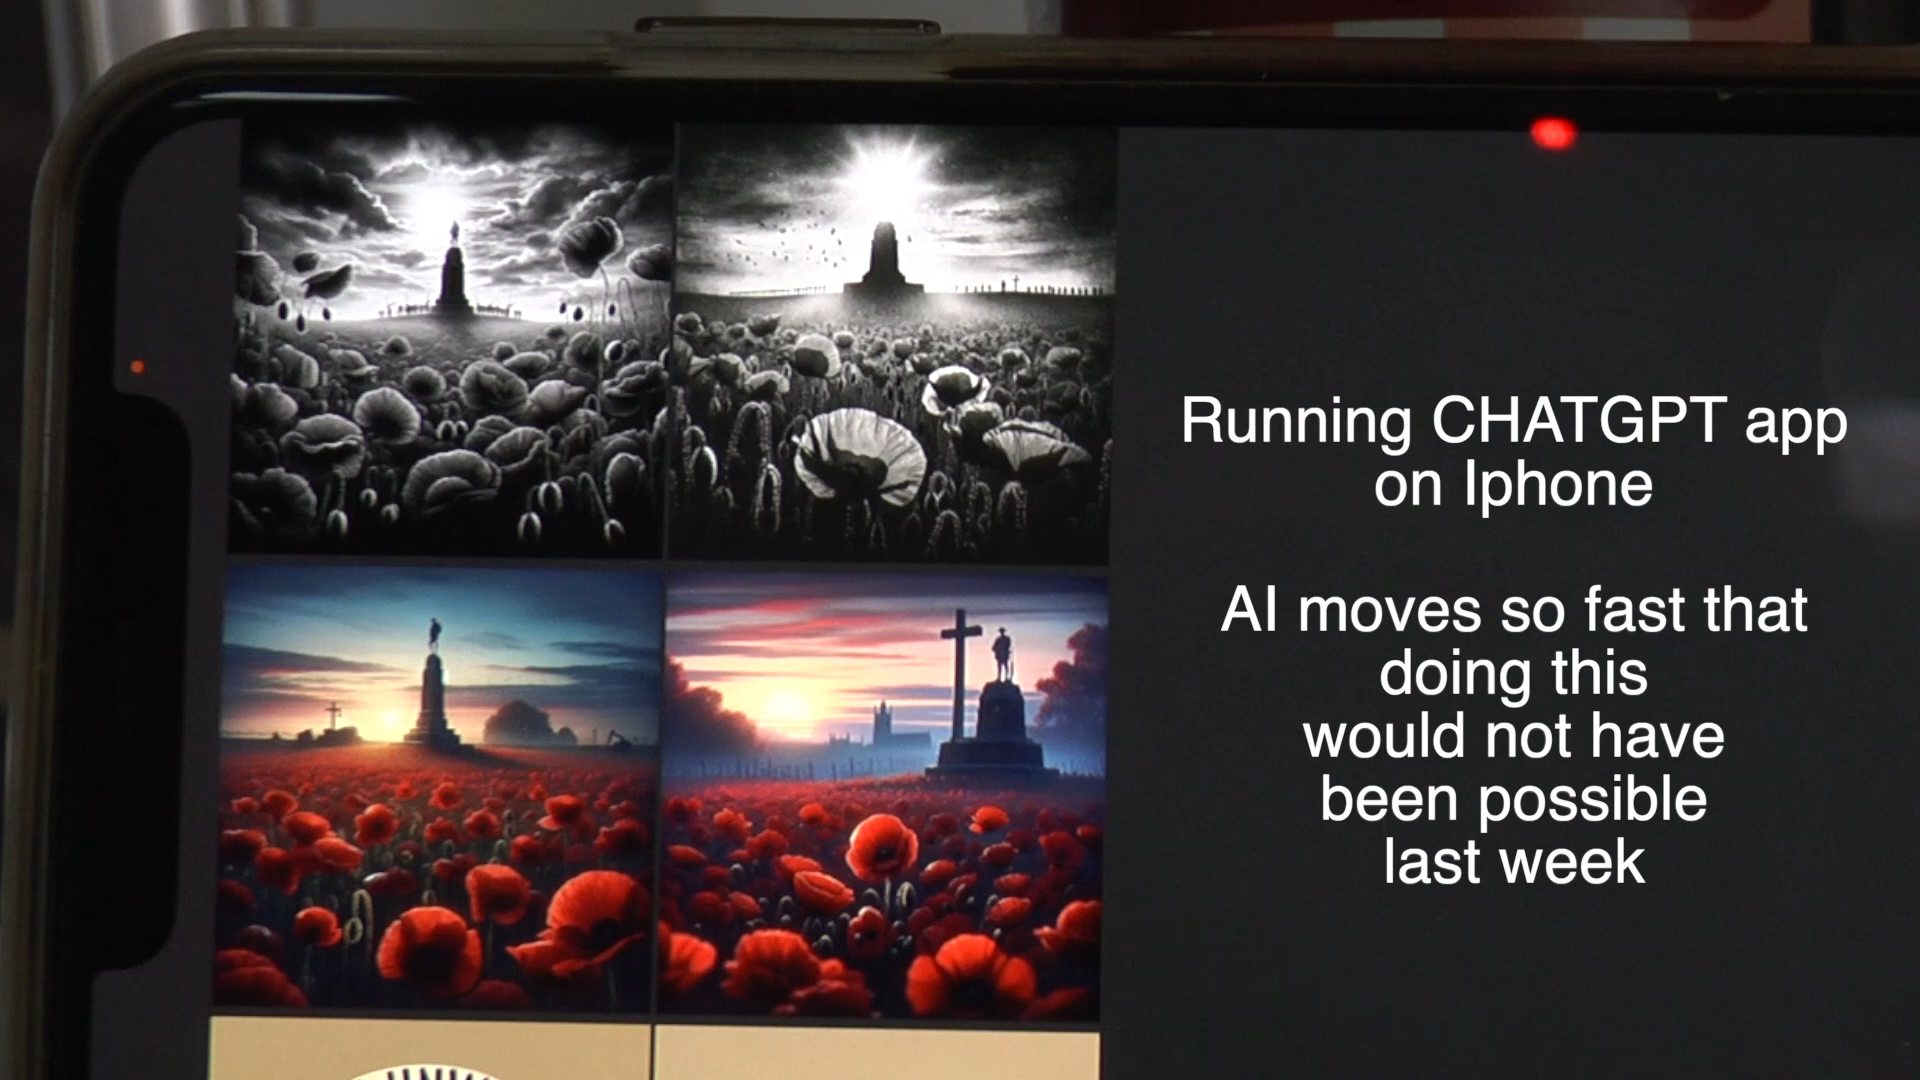 Running CHATGPT app
on Iphone
AI moves so fast that
doing this
would not have
been possible
last week